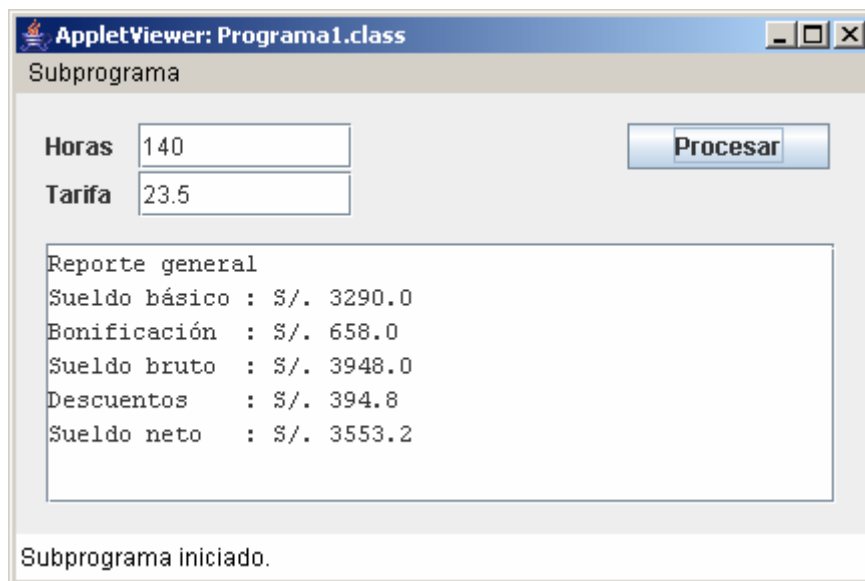 AppletViewer: Programa1.class
Subprograma
Horas 140 Procesar
Tarifa 23.5
Reporte general
Sueldo básico : S/. 3290.0
Bonificación : S/. 658.0
Sueldo bruto : S/. 3948.0
Descuentos : S/. 394.8
Sueldo neto : S/. 3553.2
Subprograma iniciado.